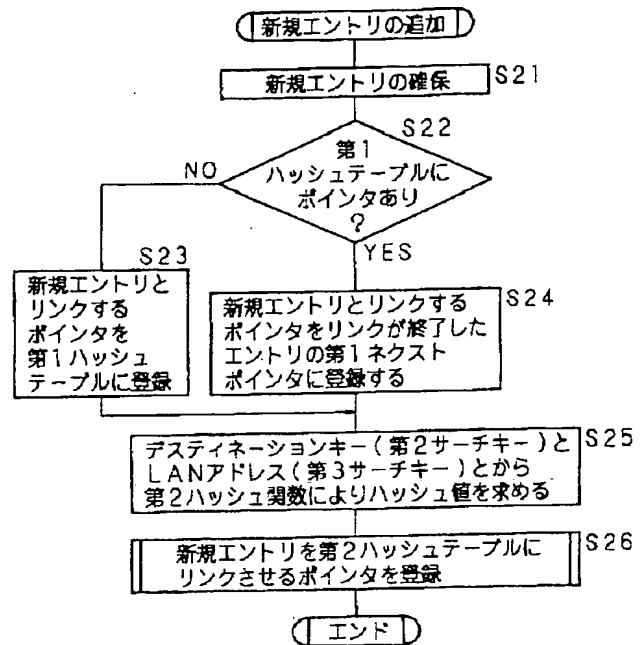 新規エントリの追加
新規エントリの確保
S21
S22
第1
ハッシュテーブルに
ポインタあり
?
NO
YES
S23
新規エントリと
リンクする
ポインタを
第1ハッシュ
テーブルに登録
S24
新規エントリとリンクする
ポインタをリンクが終了した
エントリの第1ネクスト
ポインタに登録する
デスティネーションキー(第2サーチキー)と
LANアドレス(第3サーチキー)とから
第2ハッシュ関数によりハッシュ値を求める
S25
新規エントリを第2ハッシュテーブルに
リンクさせるポインタを登録
S26
エンド